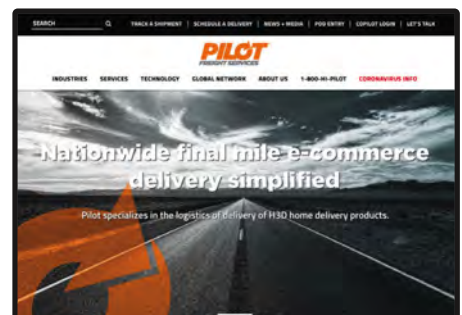 SEARCH
TRACK A SHIPMENT | SCHEDULE A DELIVERY | NEWS + MEDIA | POD ENTRY | COPILOT LOGIN | LET'S TALK
PILOT
FREIGHT SERVICES
INDUSTRIES SERVICES TECHNOLOGY GLOBAL NETWORK ABOUT US 1-800-HI-PILOT CORONAVIRUS INFO
Nationwide final mile e-commerce
delivery simplified
Pilot specializes in the logistics of delivery of H3D home delivery products.